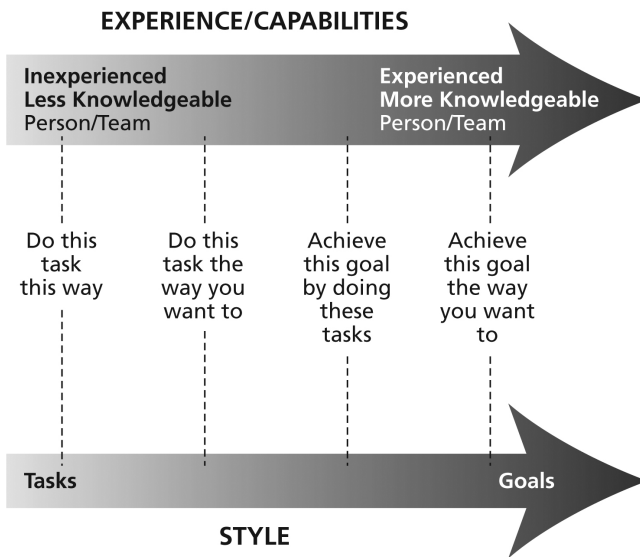 EXPERIENCE/CAPABILITIES
Inexperienced
Less Knowledgeable
Person/Team
Experienced
More Knowledgeable
Person/Team
Do this
task
this way
Do this
task the
way you
want to
Achieve
this goal
by doing
these
tasks
Achieve
this goal
the way
you want
to
Tasks
Goals
STYLE